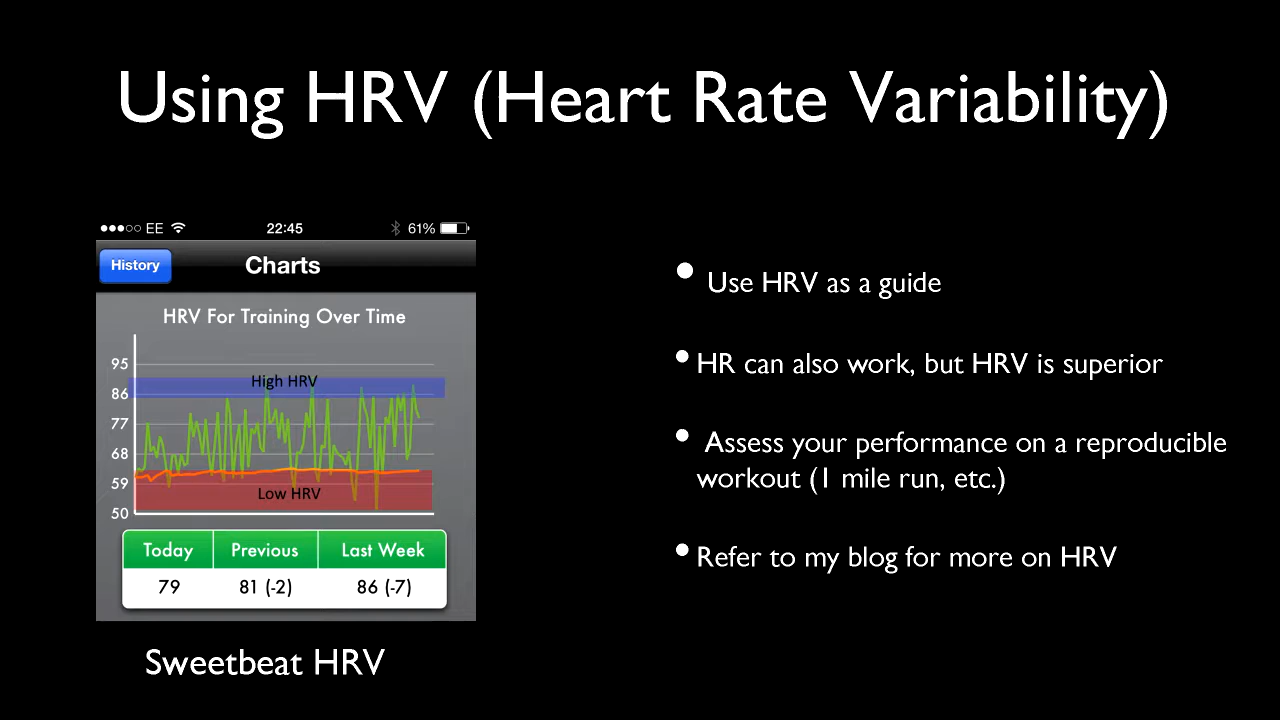 Using HRV (Heart Rate Variability)
EE 22:45 61%
History Charts
HRV For Training Over Time
95
High HRV
86
77
68
59
Low HRV
50
Today Previous Last Week
79 81 (-2) 86 (-7)
Sweetbeat HRV
• Use HRV as a guide
• HR can also work, but HRV is superior
• Assess your performance on a reproducible
workout (1 mile run, etc.)
• Refer to my blog for more on HRV